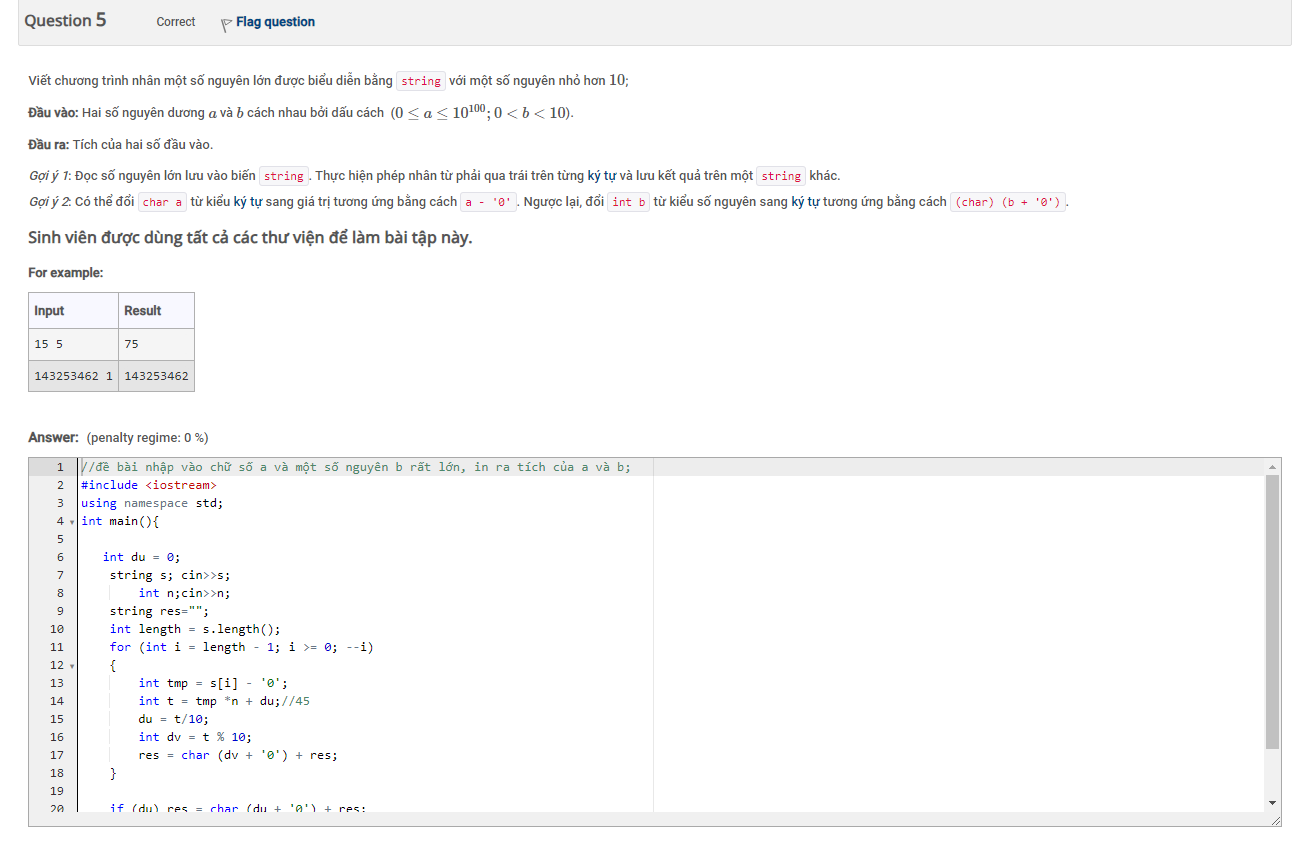 Question 5 Correct Flag question
Viết chương trình nhân một số nguyên lớn được biểu diễn bằng string với một số nguyên nhỏ hơn 10;
Đầu vào: Hai số nguyên dương a và b cách nhau bởi dấu cách (0 ≤ a ≤ 10^100; 0 < b < 10).
Đầu ra: Tích của hai số đầu vào.
Gợi ý 1: Đọc số nguyên lớn lưu vào biến string. Thực hiện phép nhân từ phải qua trái trên từng ký tự và lưu kết quả trên một string khác.
Gợi ý 2: Có thể đổi char a từ kiểu ký tự sang giá trị tương ứng bằng cách a - '0'. Ngược lại, đổi int b từ kiểu số nguyên sang ký tự tương ứng bằng cách (char) (b + '0').
Sinh viên được dùng tất cả các thư viện để làm bài tập này.
For example:
Input Result
15 5 75
143253462 1 143253462
Answer: (penalty regime: 0 %)
1 //đề bài nhập vào chữ số a và một số nguyên b rất lớn, in ra tích của a và b;
2 #include <iostream>
3 using namespace std;
4 int main(){
5
6 int du = 0;
7 string s; cin>>s;
8 int n;cin>>n;
9 string res="";
10 int length = s.length();
11 for (int i = length - 1; i >= 0; --i)
12 {
13 int tmp = s[i] - '0';
14 int t = tmp *n + du;//45
15 du = t/10;
16 int dv = t % 10;
17 res = char (dv + '0') + res;
18 }
19
20 if (du) res = char (du + '0') + res;